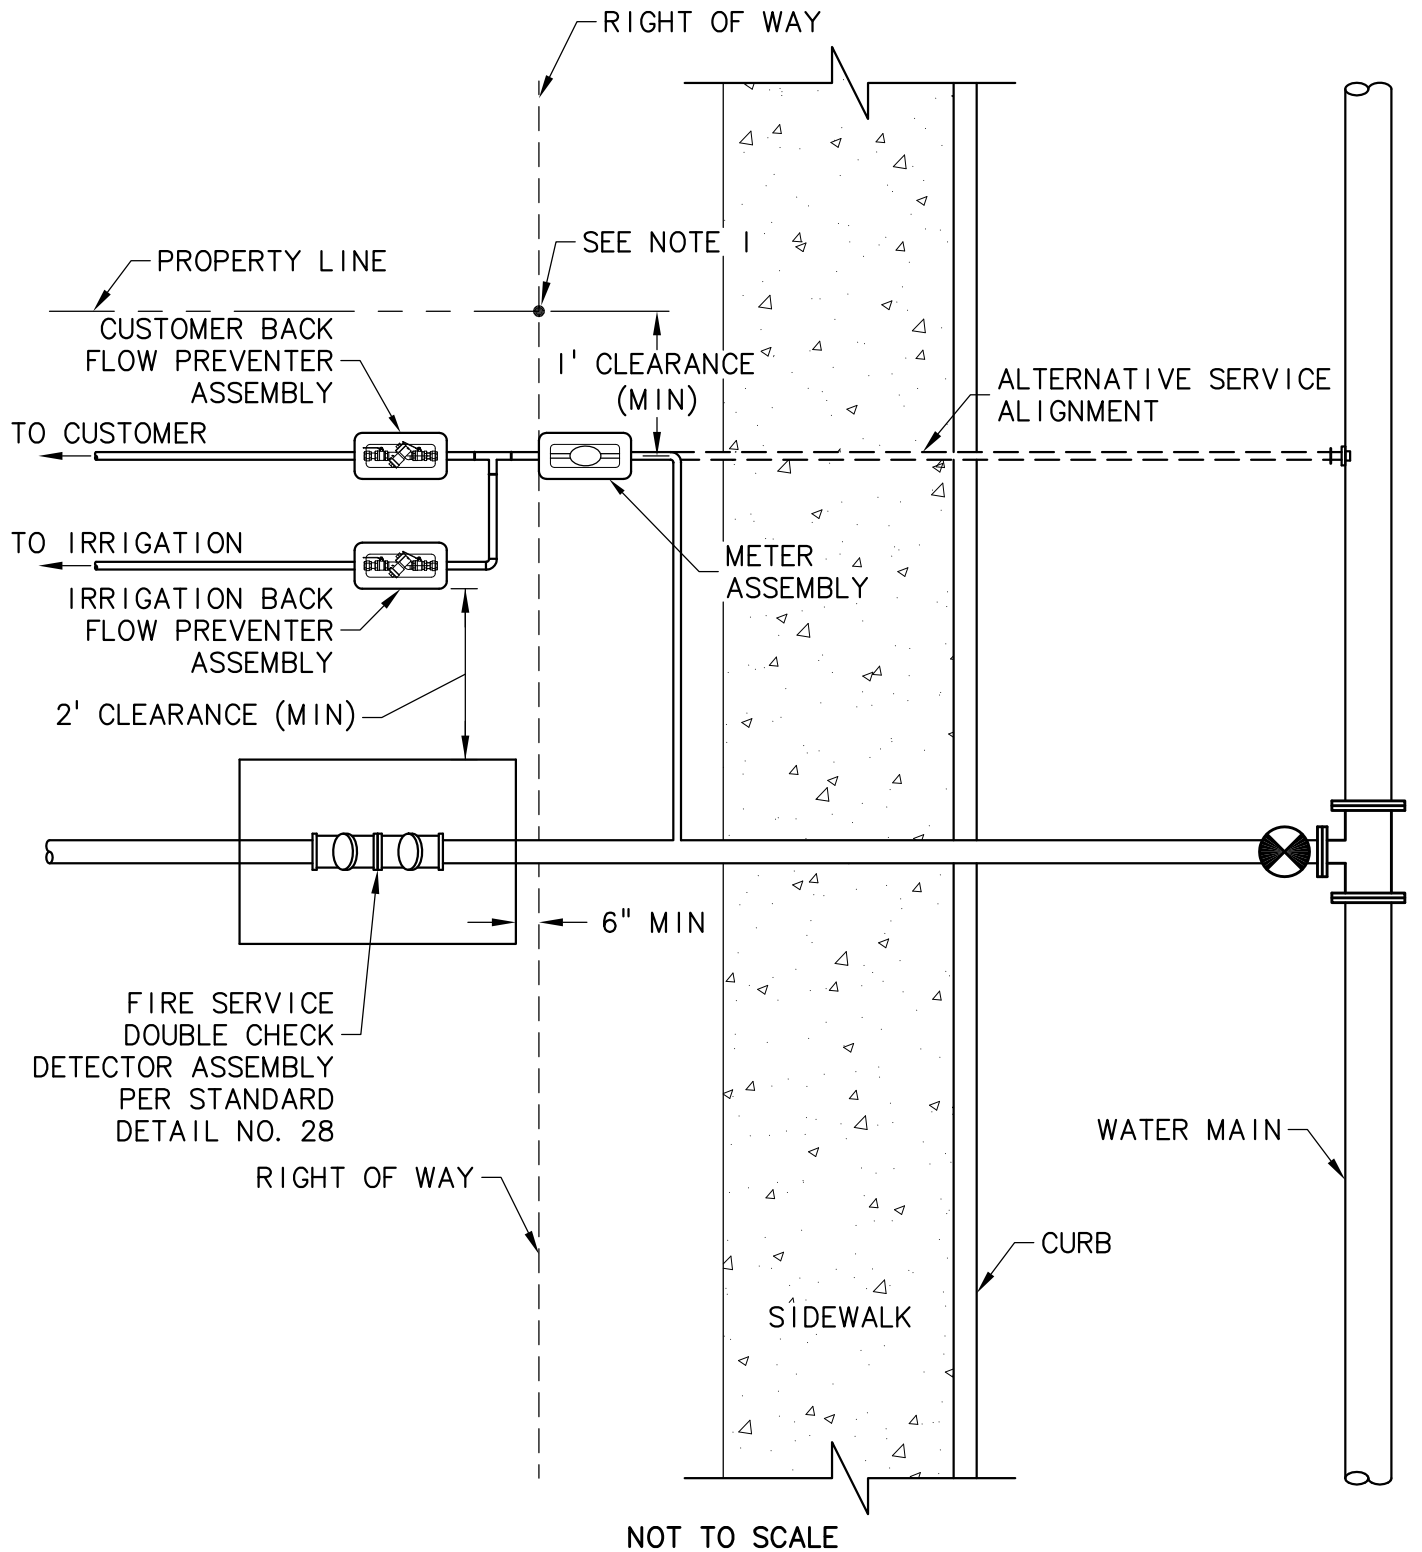 RIGHT OF WAY
SEE NOTE 1
PROPERTY LINE
CUSTOMER BACK
FLOW PREVENTER
ASSEMBLY
1' CLEARANCE
(MIN)
ALTERNATIVE SERVICE
ALIGNMENT
TO CUSTOMER
TO IRRIGATION
METER
ASSEMBLY
IRRIGATION BACK
FLOW PREVENTER
ASSEMBLY
2' CLEARANCE (MIN)
6" MIN
FIRE SERVICE
DOUBLE CHECK
DETECTOR ASSEMBLY
PER STANDARD
DETAIL NO. 28
WATER MAIN
RIGHT OF WAY
CURB
SIDEWALK
NOT TO SCALE